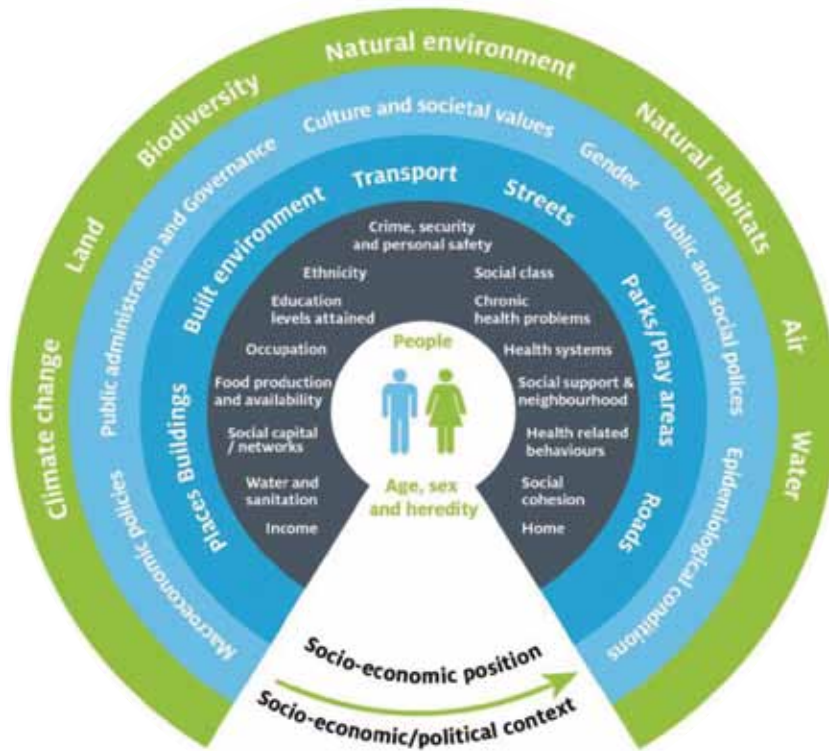 Climate change
Land
Biodiversity
Natural environment
Natural habitats
Air
Water
Macroeconomic policies
Public administration and Governance
Culture and societal values
Gender
Public and social polices
Epidemiological conditions
Places
Buildings
Built environment
Transport
Streets
Parks/Play areas
Roads
Crime, security
and personal safety
Ethnicity
Education
levels attained
Occupation
Food production
and availability
Social capital
/ networks
Water and
sanitation
Income
Social class
Chronic
health problems
Health systems
Social support &
neighbourhood
Health related
behaviours
Social
cohesion
Home
People
Age, sex
and heredity
Socio-economic position
Socio-economic/political context